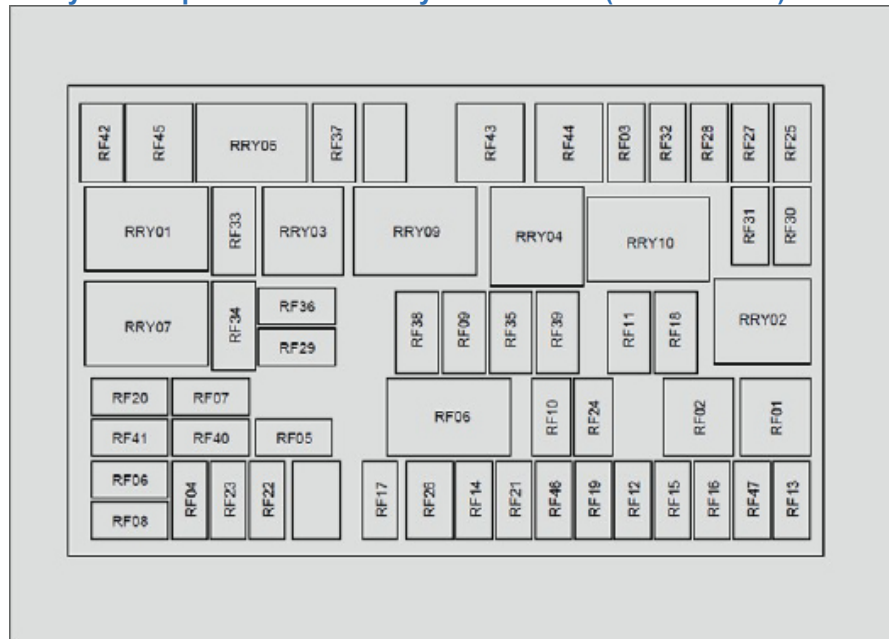 RF42 RF45 RRY05 RF37 RF43 RF44 RF03 RF32 RF28 RF27 RF25
RRY01 RF33 RRY03 RRY09 RRY04 RRY10 RF31 RF30
RRY07 RF34 RF36 RF38 RF09 RF35 RF39 RF11 RF18 RRY02
RF29
RF20 RF07 RF06 RF10 RF24 RF02 RF01
RF41 RF40 RF05
RF06 RF04 RF23 RF22 RF17 RF26 RF14 RF21 RF46 RF19 RF12 RF15 RF16 RF47 RF13
RF08